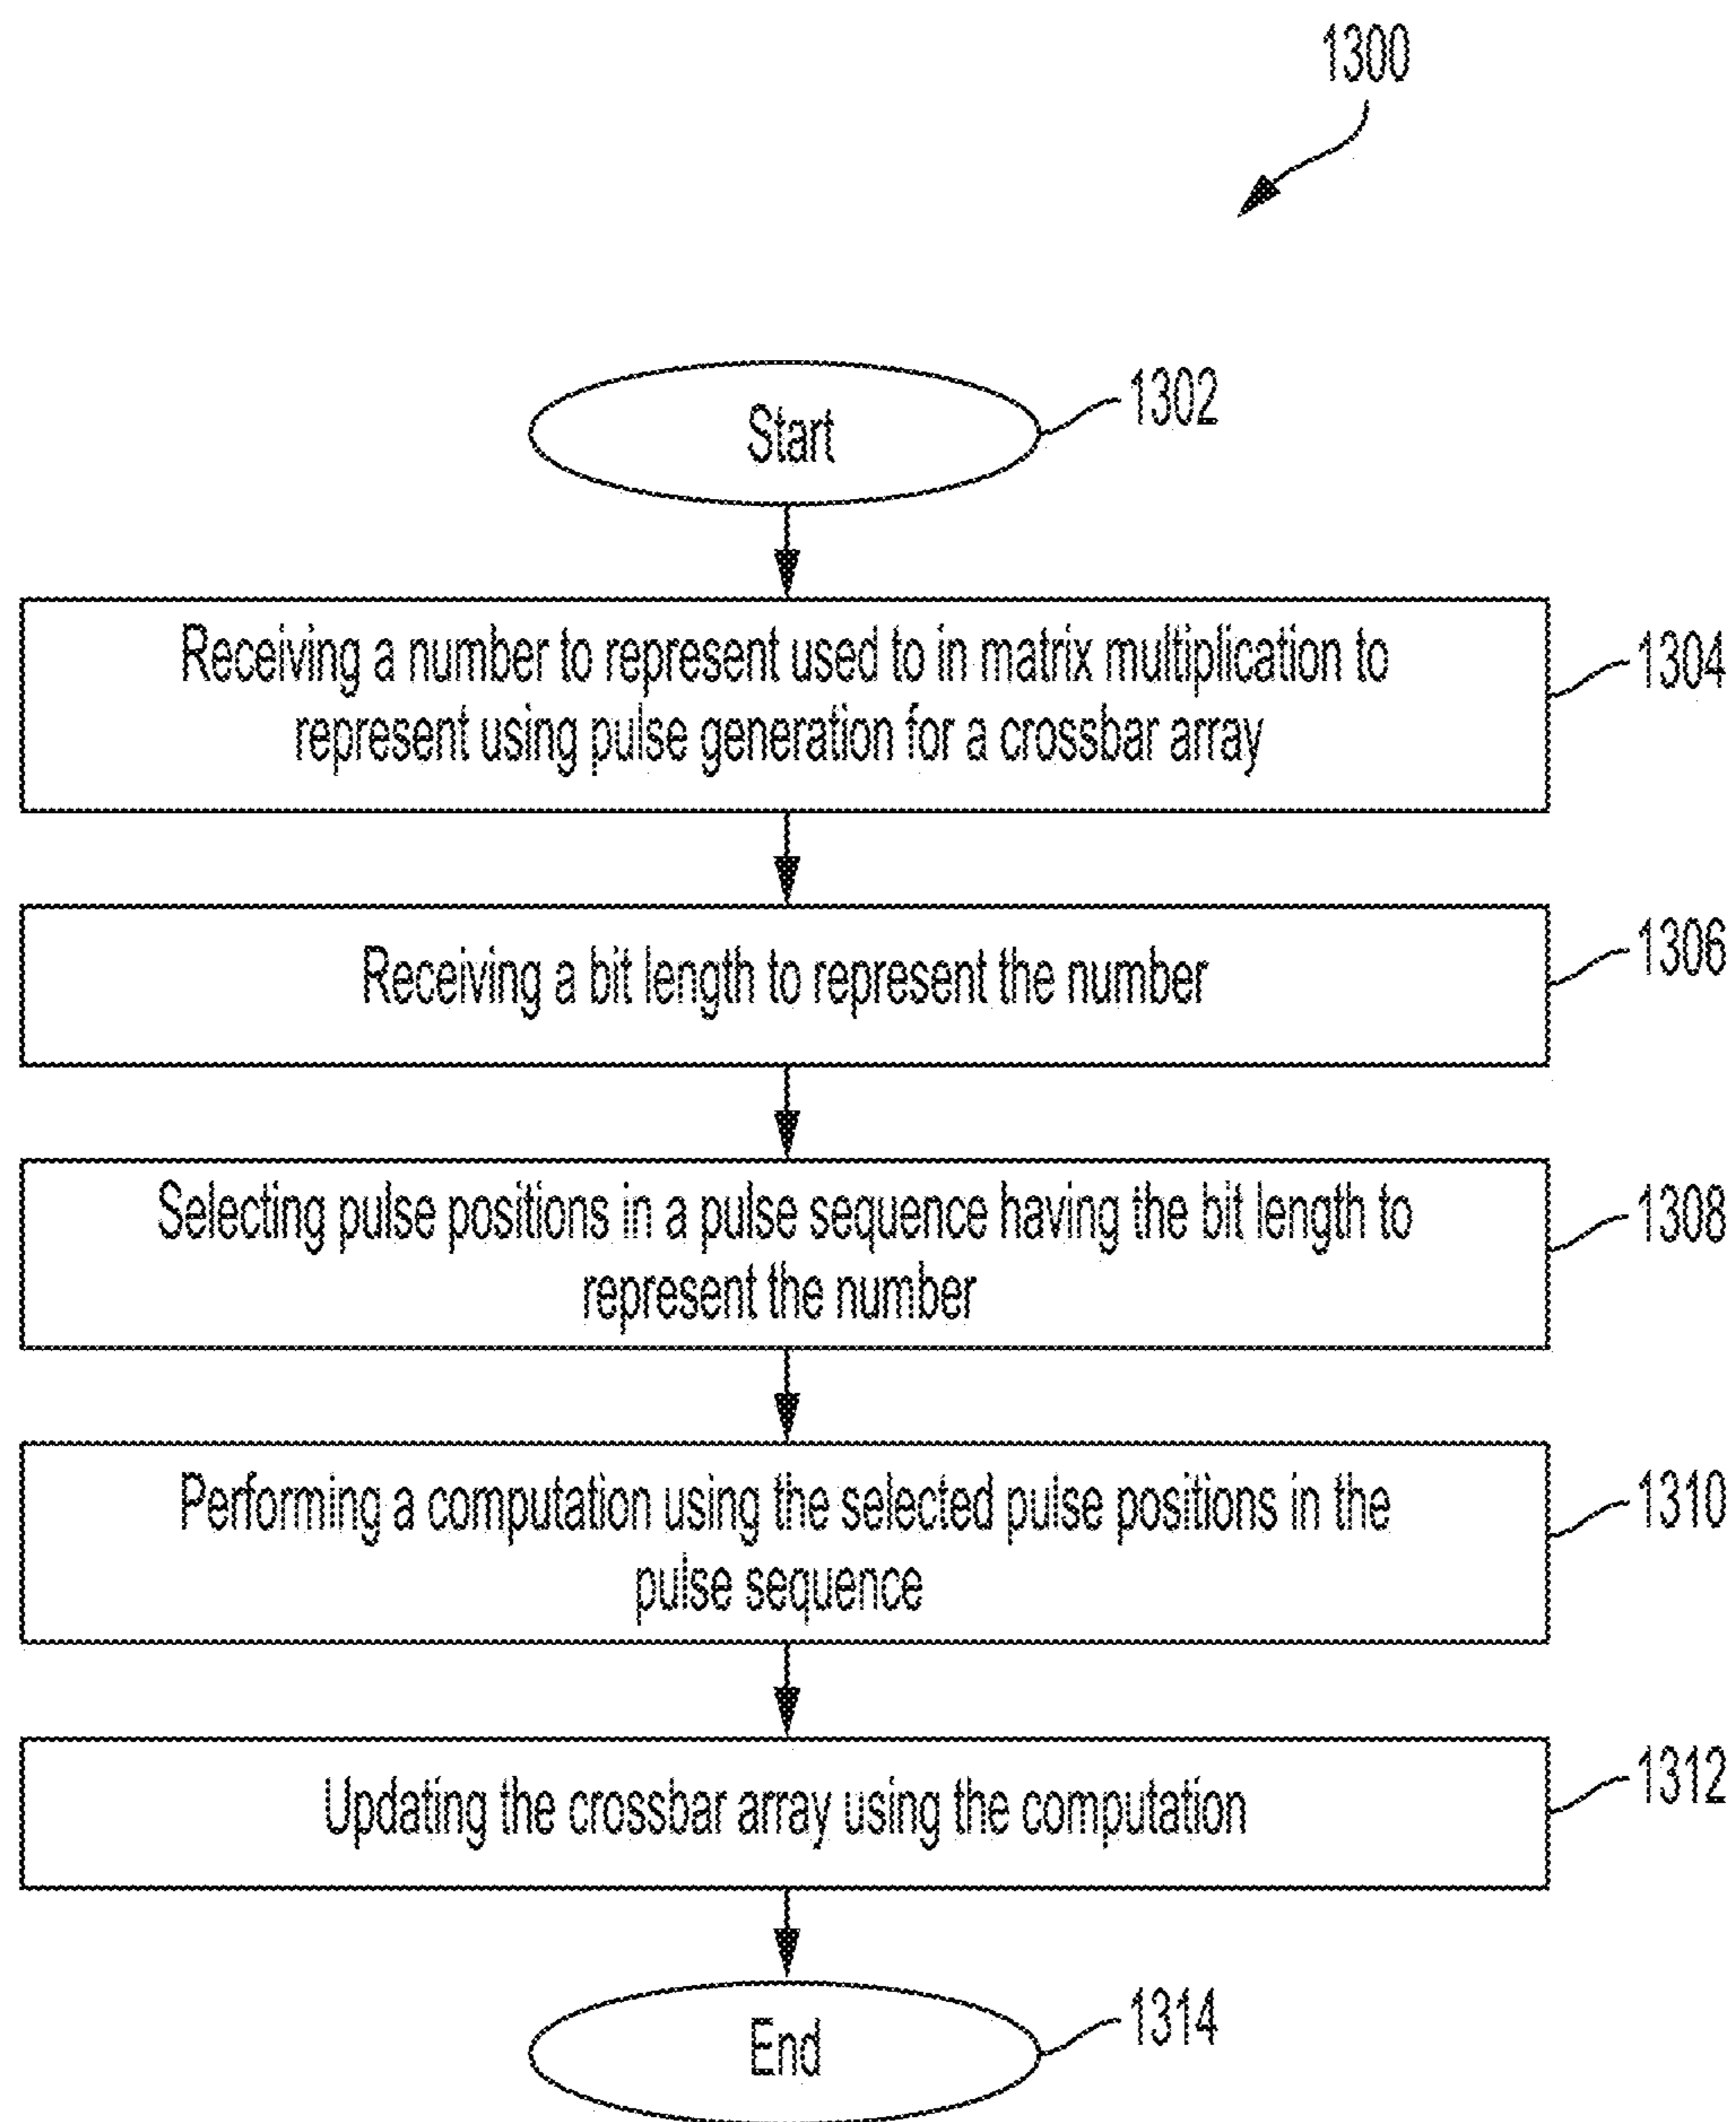 1300
Start
1302
Receiving a number to represent used to in matrix multiplication to
represent using pulse generation for a crossbar array
1304
Receiving a bit length to represent the number
1306
Selecting pulse positions in a pulse sequence having the bit length to
represent the number
1308
Performing a computation using the selected pulse positions in the
pulse sequence
1310
Updating the crossbar array using the computation
1312
End
1314